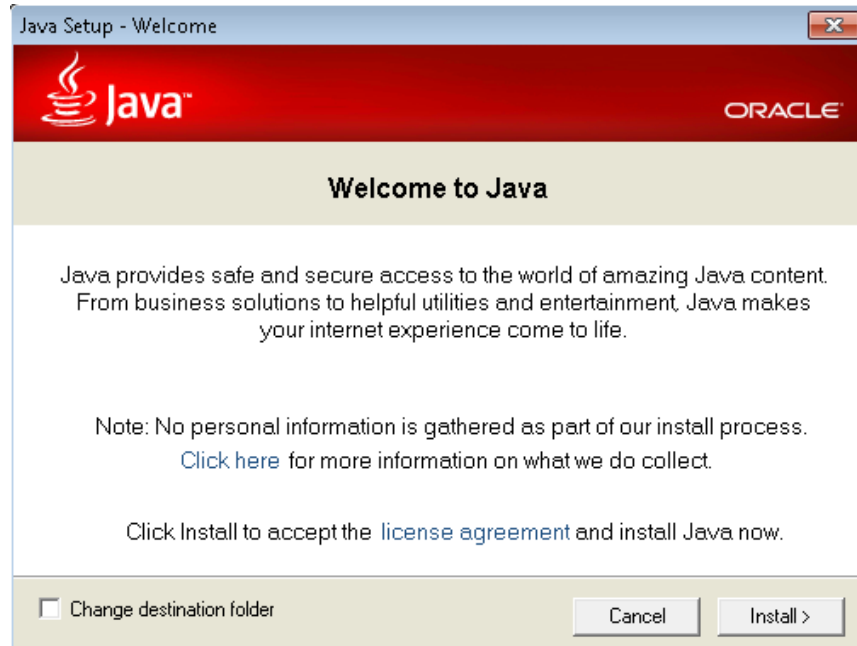 Java Setup - Welcome
Java™
ORACLE®
Welcome to Java
Java provides safe and secure access to the world of amazing Java content.
From business solutions to helpful utilities and entertainment, Java makes
your internet experience come to life.
Note: No personal information is gathered as part of our install process.
Click here for more information on what we do collect.
Click Install to accept the license agreement and install Java now.
Change destination folder
Cancel
Install >